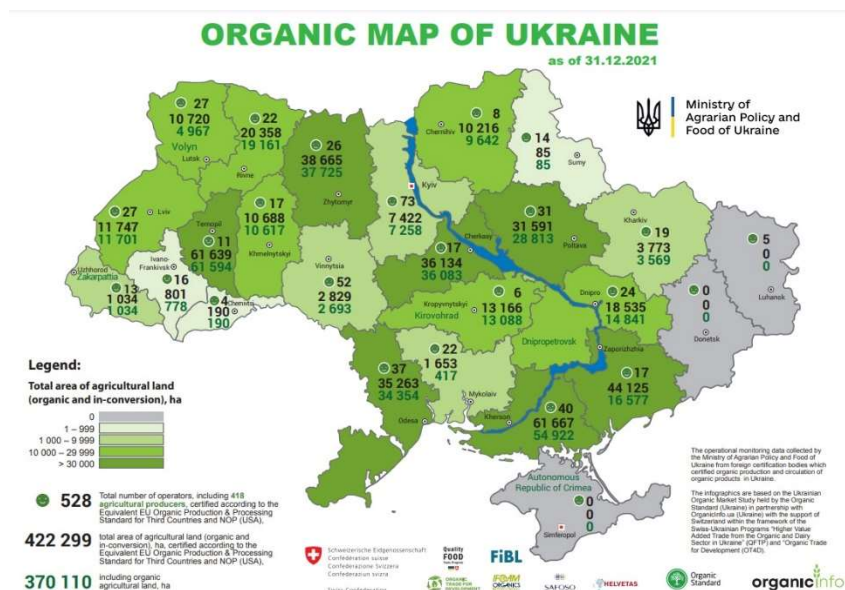 ORGANIC MAP OF UKRAINE
as of 31.12.2021
Ministry of
Agrarian Policy and
Food of Ukraine
27
10 720
4 967
Volyn
Lutsk
22
20 358
19 161
Rivne
26
38 665
37 725
Zhytomyr
8
10 216
9 642
Chernihiv
14
85
85
Sumy
Kyiv
73
7 422
7 258
27
Lviv
11 747
11 701
Ternopil
11
61 639
61 594
17
10 688
10 617
Khmelnytskyi
Cherkasy
17
36 134
36 083
31
31 591
28 813
Poltava
Kharkiv
19
3 773
3 569
5
0
0
Luhansk
0
0
0
Donetsk
Uzhhorod
Zakarpattia
13
1 034
1 034
Ivano-
Frankivsk
16
801
778
4
Chernivtsi
190
190
Vinnytsia
52
2 829
2 693
6
Kropyvnytskyi
13 166
Kirovohrad
13 088
Dnipro
24
18 535
14 841
Dnipropetrovsk
Zaporizhzhia
17
44 125
16 577
37
35 263
34 354
Odesa
22
1 653
417
Mykolaiv
Kherson
40
61 667
54 922
Autonomous
Republic of Crimea
0
0
0
Simferopol
Legend:
Total area of agricultural land
(organic and in-conversion), ha
0
1 – 999
1 000 – 9 999
10 000 – 29 999
> 30 000
528
Total number of operators, including 418
agricultural producers, certified according to the
Equivalent EU Organic Production & Processing
Standard for Third Countries and NOP (USA),
422 299
total area of agricultural land (organic and
in-conversion), ha, certified according to the
Equivalent EU Organic Production & Processing
Standard for Third Countries and NOP (USA),
370 110
including organic
agricultural land, ha
The operational monitoring data collected by
the Ministry of Agrarian Policy and Food of
Ukraine from foreign certification bodies which
certified organic production and circulation of
organic products in Ukraine.
The infographics are based on the Ukrainian
Organic Market Study held by the Organic
Standard (Ukraine) in partnership with
OrganicInfo.ua (Ukraine) with the support of
Switzerland within the framework of the
Swiss-Ukrainian Programs "Higher Value
Added Trade from the Organic and Dairy
Sector in Ukraine" (QFTP) and "Organic Trade
for Development (OT4D).
Schweizerische Eidgenossenschaft
Confédération suisse
Confederazione Svizzera
Confederaziun svizra
Quality
FOOD
FiBL
ORGANIC TRADE FOR
DEVELOPMENT
IFOAM
ORGANICS
SAFOSO
HELVETAS
Organic
Standard
organicinfo